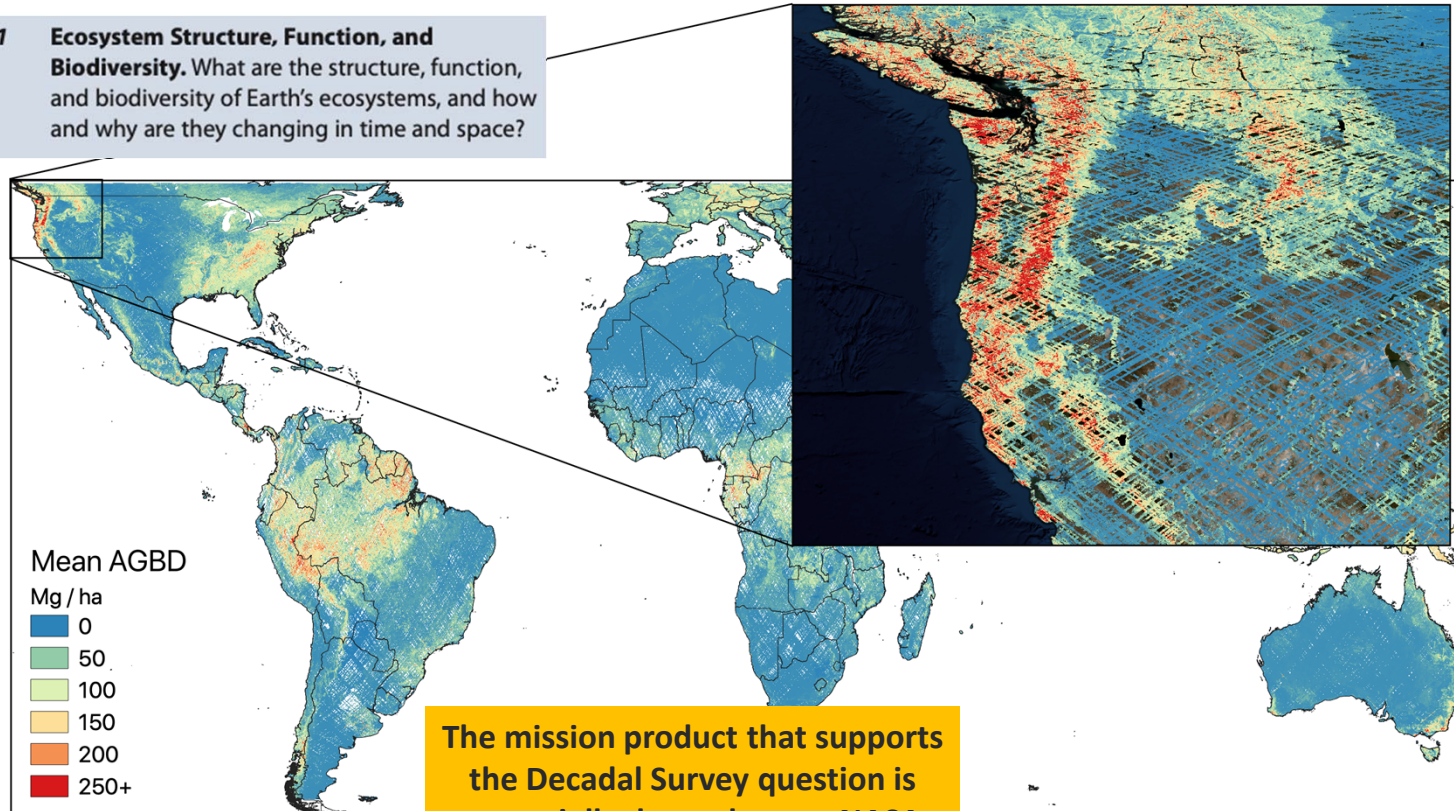 1 Ecosystem Structure, Function, and
Biodiversity. What are the structure, function,
and biodiversity of Earth's ecosystems, and how
and why are they changing in time and space?
Mean AGBD
Mg / ha
0
50
100
150
200
250+
The mission product that supports
the Decadal Survey question is